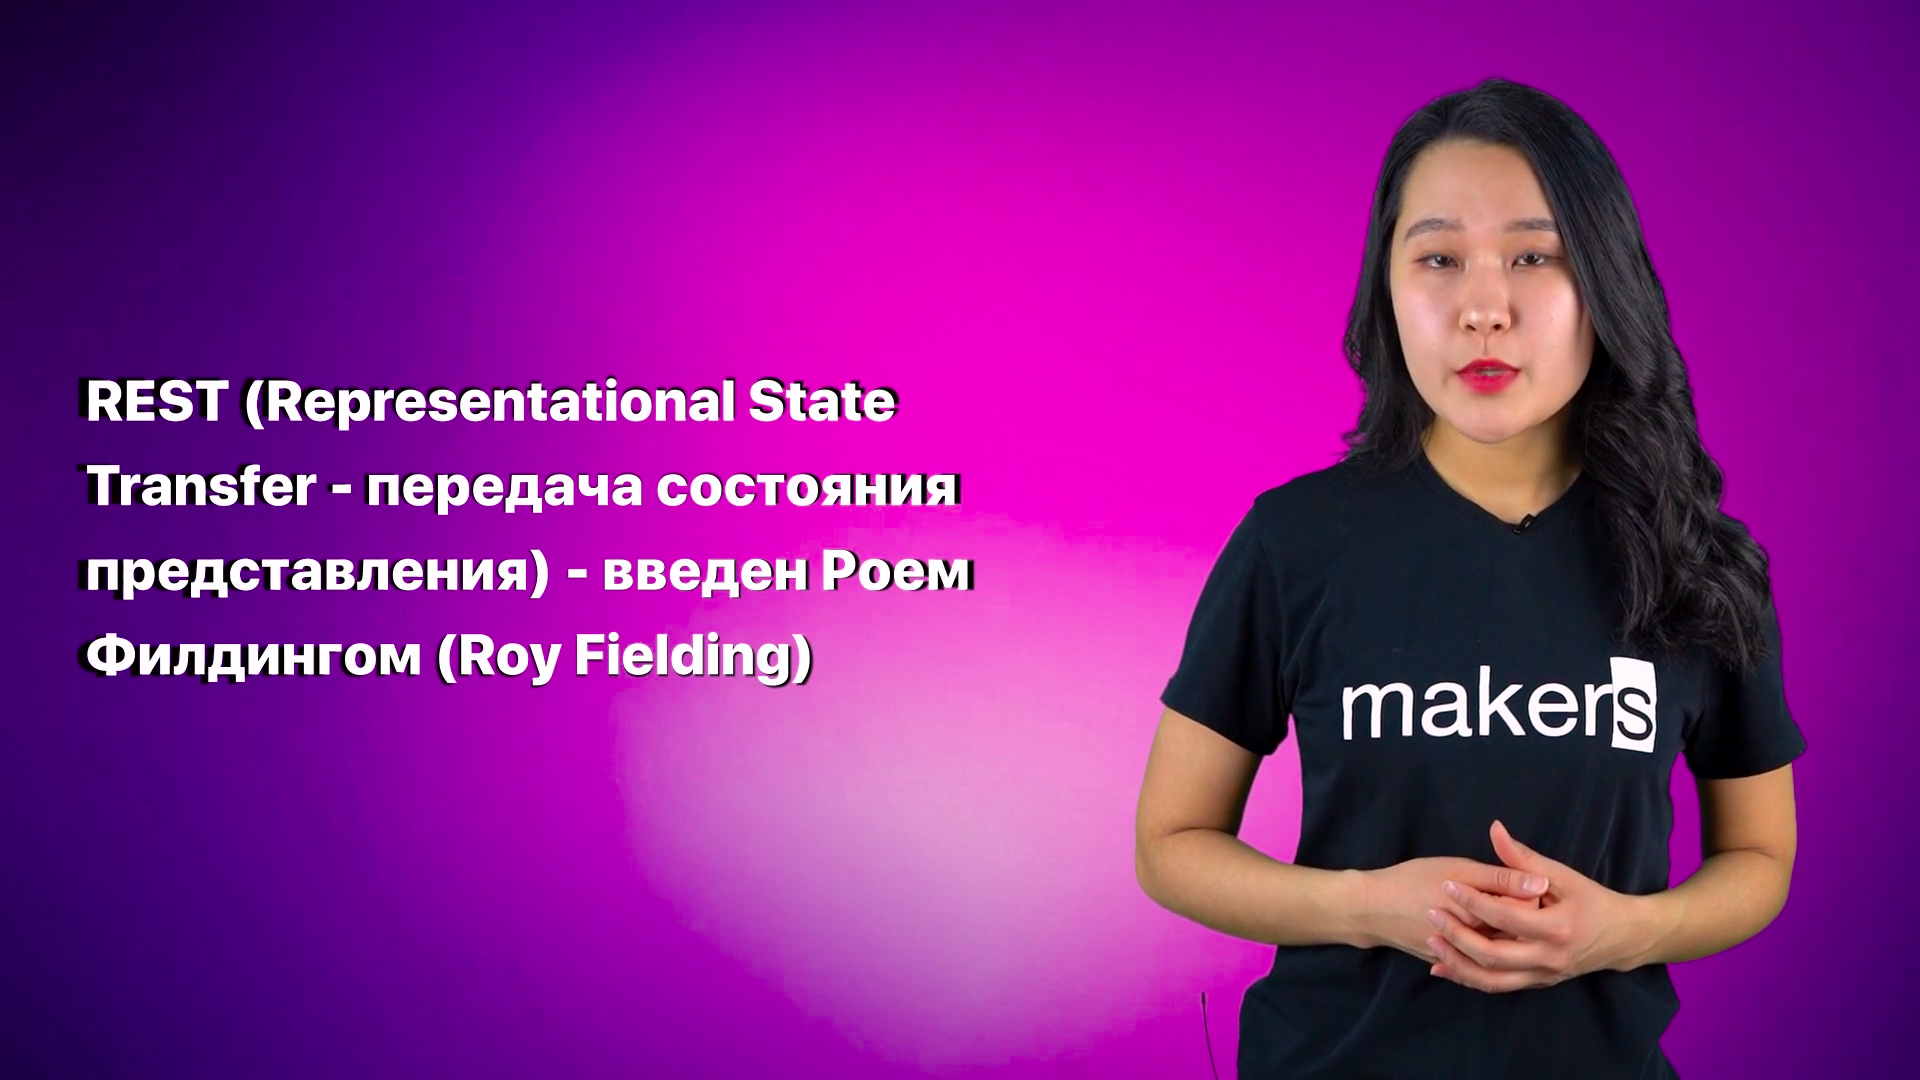 REST (Representational State
Transfer - передача состояния
представления) - введен Роем
Филдингом (Roy Fielding)
makers